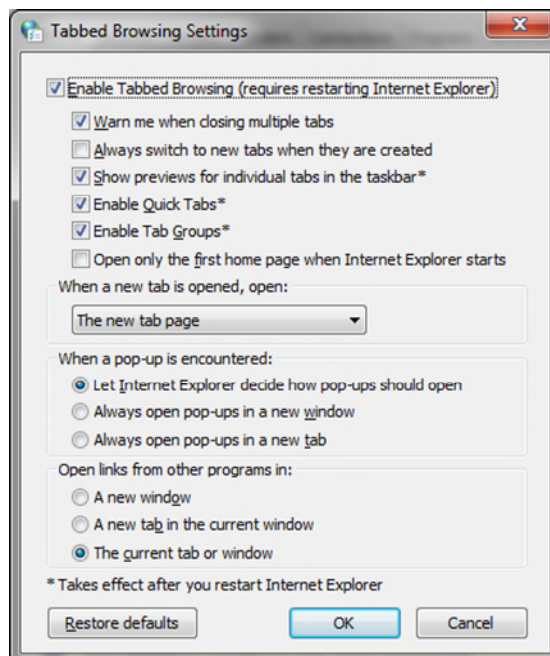 Tabbed Browsing Settings
Enable Tabbed Browsing (requires restarting Internet Explorer)
Warn me when closing multiple tabs
Always switch to new tabs when they are created
Show previews for individual tabs in the taskbar*
Enable Quick Tabs*
Enable Tab Groups*
Open only the first home page when Internet Explorer starts
When a new tab is opened, open:
The new tab page
When a pop-up is encountered:
Let Internet Explorer decide how pop-ups should open
Always open pop-ups in a new window
Always open pop-ups in a new tab
Open links from other programs in:
A new window
A new tab in the current window
The current tab or window
*Takes effect after you restart Internet Explorer
Restore defaults OK Cancel